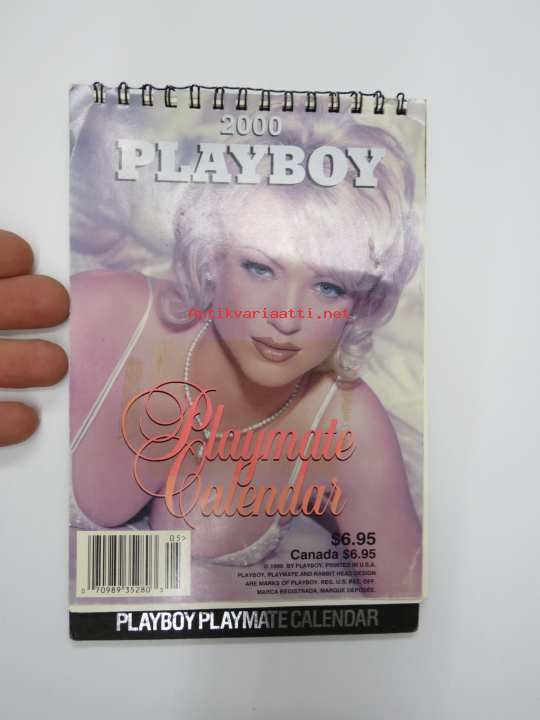 2000
PLAYBOY
Antikvariaatti.net
Playmate
Calendar
$6.95
Canada $6.95
05>
0 70989 35280 3
© 1999 BY PLAYBOY. PRINTED IN U.S.A.
PLAYBOY, PLAYMATE AND RABBIT HEAD DESIGN
ARE MARKS OF PLAYBOY. REG. U.S. PAT. OFF.
MARCA REGISTRADA, MARQUE DEPOSEE.
PLAYBOY PLAYMATE CALENDAR